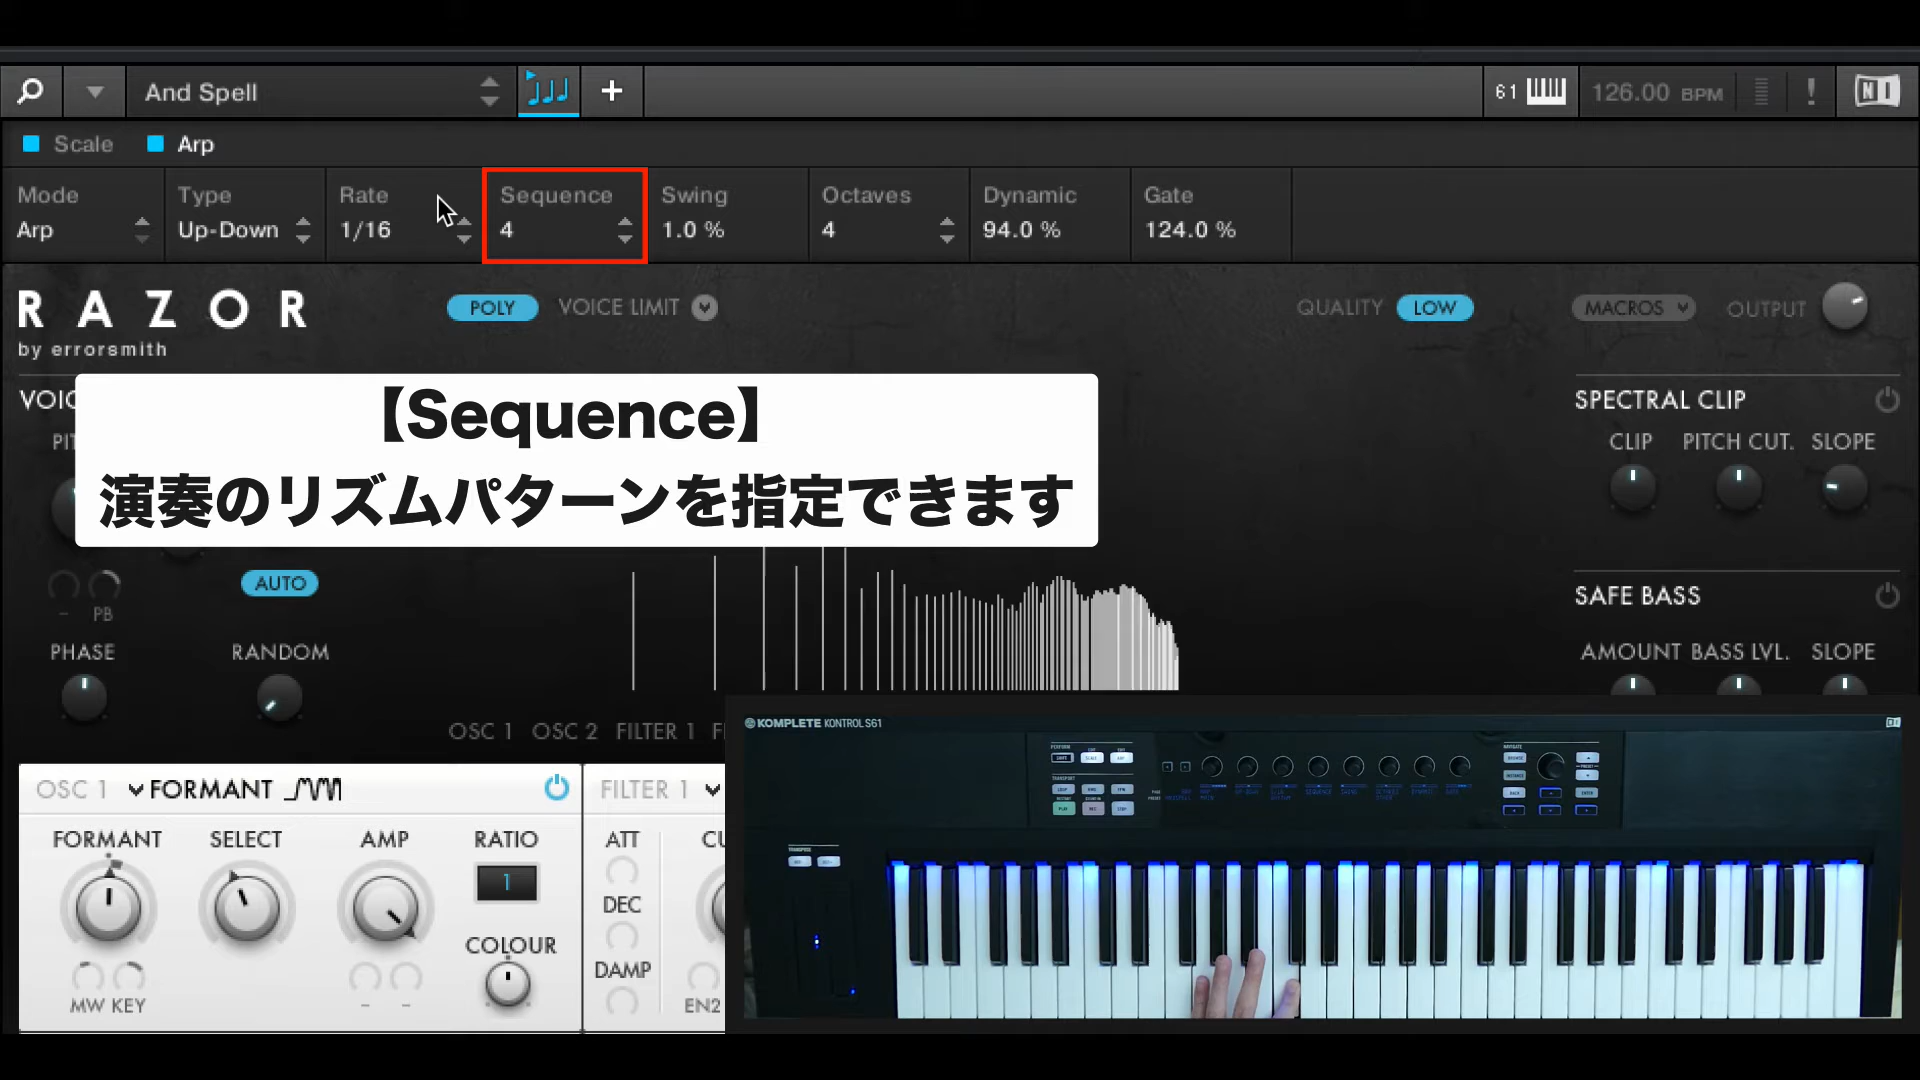 And Spell
61
126.00 BPM
Scale
Arp
Mode
Type
Rate
Sequence
Swing
Octaves
Dynamic
Gate
Arp
Up-Down
1/16
4
1.0 %
4
94.0 %
124.0 %
RAZOR
by errorsmith
POLY
VOICE LIMIT
QUALITY
LOW
MACROS
OUTPUT
【Sequence】
演奏のリズムパターンを指定できます
SPECTRAL CLIP
CLIP
PITCH CUT.
SLOPE
AUTO
– PB
PHASE
RANDOM
SAFE BASS
AMOUNT
BASS LVL.
SLOPE
OSC 1
OSC 2
FILTER 1
KOMPLETE KONTROL S61
OSC 1
FORMANT
FILTER 1
FORMANT
SELECT
AMP
RATIO
1
COLOUR
MW KEY
– –
ATT
DEC
DAMP
EN2